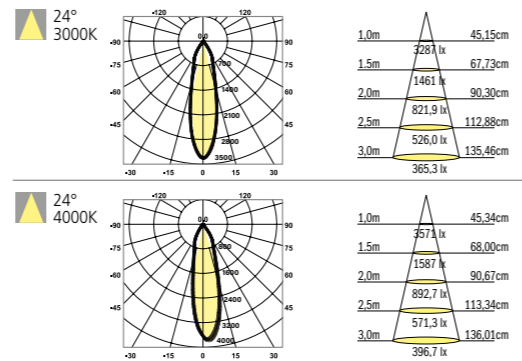 24°
3000K
-120 120
-90 0.0 90
-75 700 75
1400
-60 60
2100
-45 2800 45
3500
-30 -15 0 15 30
1,0m 3287 lx 45,15cm
1.5m 1461 lx 67,73cm
2,0m 821,9 lx 90,30cm
2,5m 526,0 lx 112,88cm
3,0m 365,3 lx 135,46cm
24°
4000K
-120 120
-90 0.0 90
-75 800 75
1600
-60 60
2400
-45 3200 45
4000
-30 -15 0 15 30
1,0m 3571 lx 45,34cm
1.5m 1587 lx 68,00cm
2,0m 892,7 lx 90,67cm
2,5m 571,3 lx 113,34cm
3,0m 396,7 lx 136,01cm